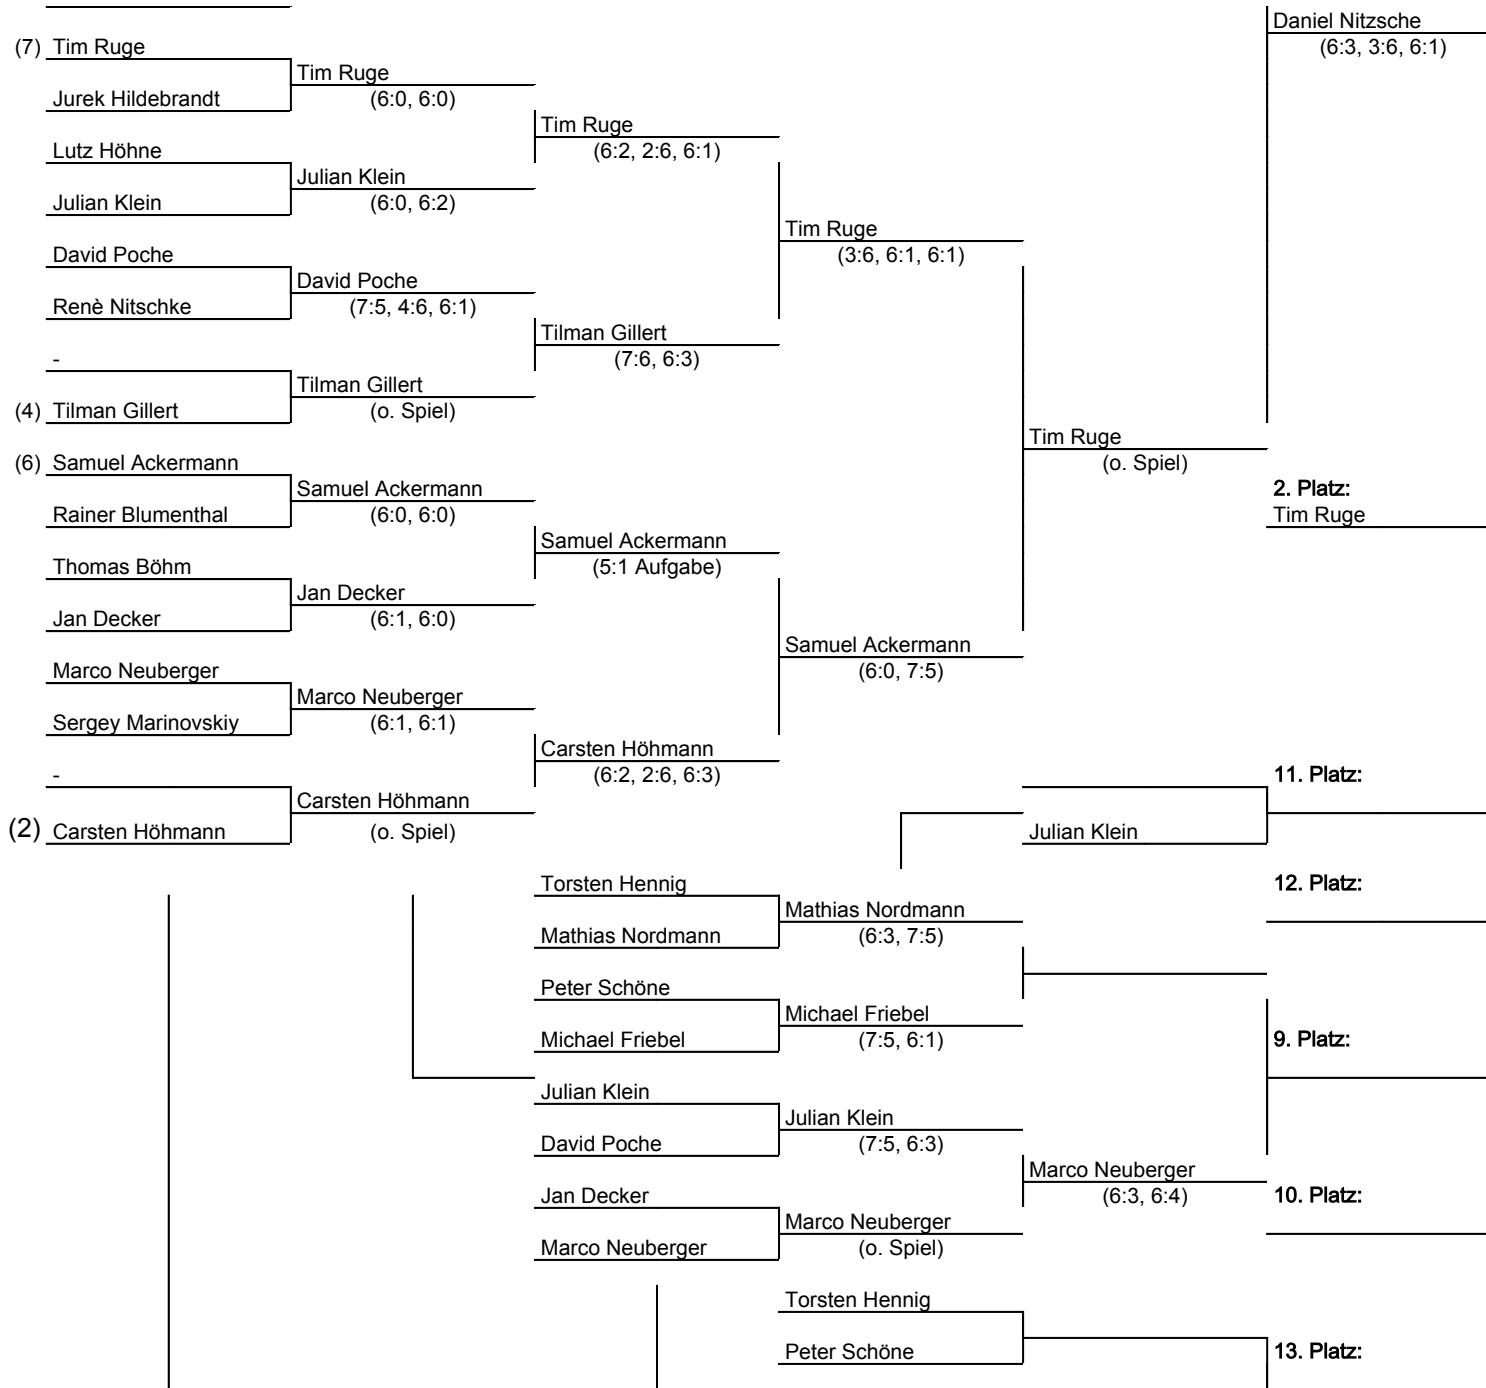 Daniel Nitzsche
(6:3, 3:6, 6:1)
(7) Tim Ruge
Tim Ruge
Jurek Hildebrandt
(6:0, 6:0)
Tim Ruge
Lutz Höhne
(6:2, 2:6, 6:1)
Julian Klein
Julian Klein
(6:0, 6:2)
Tim Ruge
David Poche
(3:6, 6:1, 6:1)
David Poche
Renè Nitschke
(7:5, 4:6, 6:1)
Tilman Gillert
-
(7:6, 6:3)
Tilman Gillert
(4) Tilman Gillert
(o. Spiel)
Tim Ruge
(6) Samuel Ackermann
(o. Spiel)
Samuel Ackermann
2. Platz:
Rainer Blumenthal
(6:0, 6:0)
Tim Ruge
Samuel Ackermann
Thomas Böhm
(5:1 Aufgabe)
Jan Decker
Jan Decker
(6:1, 6:0)
Samuel Ackermann
Marco Neuberger
(6:0, 7:5)
Marco Neuberger
Sergey Marinovskiy
(6:1, 6:1)
Carsten Höhmann
-
(6:2, 2:6, 6:3)
11. Platz:
Carsten Höhmann
(2) Carsten Höhmann
(o. Spiel)
Julian Klein
Torsten Hennig
12. Platz:
Mathias Nordmann
Mathias Nordmann
(6:3, 7:5)
Peter Schöne
Michael Friebel
Michael Friebel
(7:5, 6:1)
9. Platz:
Julian Klein
Julian Klein
David Poche
(7:5, 6:3)
Marco Neuberger
Jan Decker
(6:3, 6:4)
10. Platz:
Marco Neuberger
Marco Neuberger
(o. Spiel)
Torsten Hennig
Peter Schöne
13. Platz: